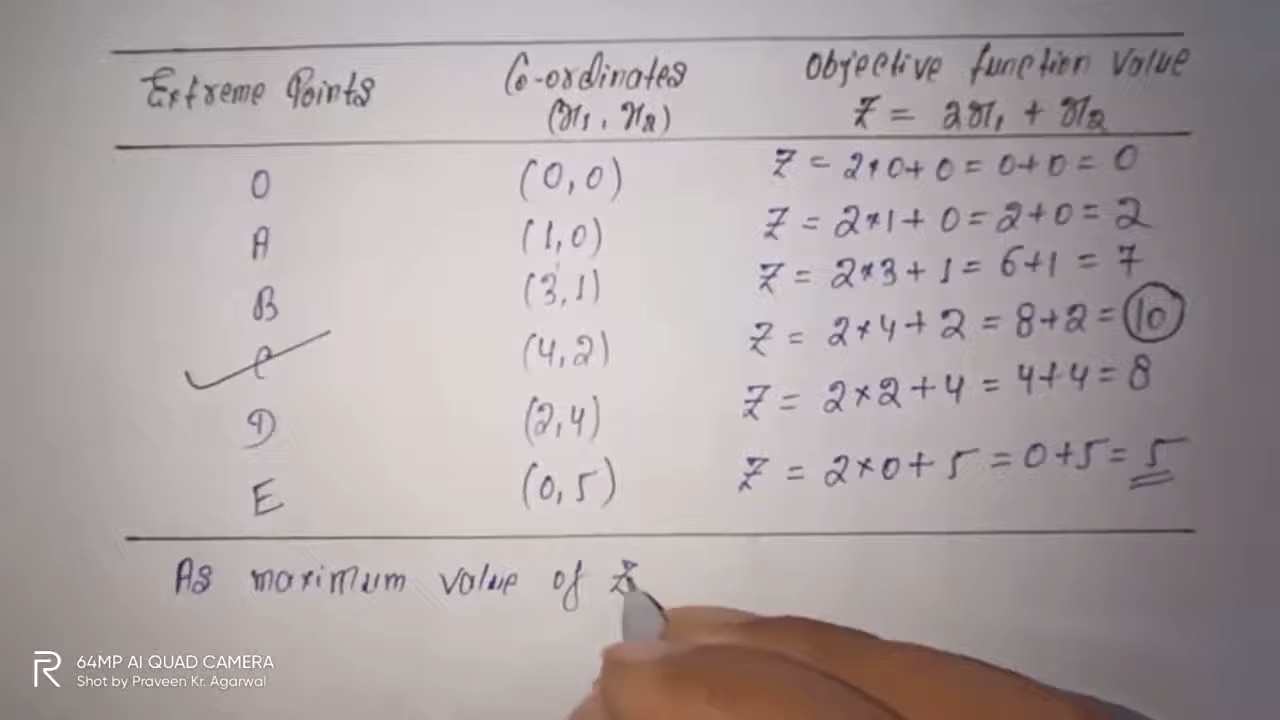 Extreme Points Co-ordinates Objective function Value
(x1, x2) Z = 2x1 + x2
O (0,0) Z = 2*0+0 = 0+0 = 0
A (1,0) Z = 2*1+0 = 2+0 = 2
B (3,1) Z = 2*3+1 = 6+1 = 7
C (4,2) Z = 2*4+2 = 8+2 = 10
D (2,4) Z = 2*2+4 = 4+4 = 8
E (0,5) Z = 2*0+5 = 0+5 = 5
As maximum value of Z
64MP AI QUAD CAMERA
Shot by Praveen Kr. Agarwal